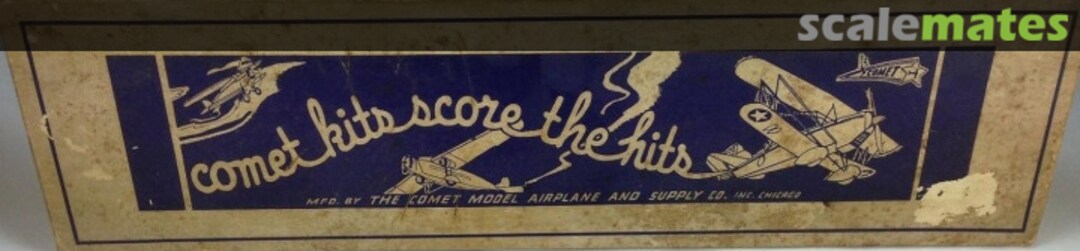 scalemates
COMET
comet kits score the hits
MFD. BY THE COMET MODEL AIRPLANE AND SUPPLY CO. INC. CHICAGO